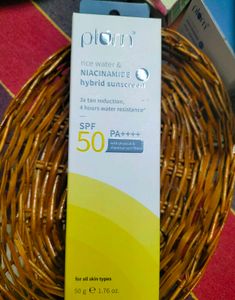 plum
rice water &
NIACINAMIDE
hybrid sunscreen
3x tan reduction,
4 hours water resistance*
SPF
50
PA++++
for all skin types
50 g e 1.76 oz.